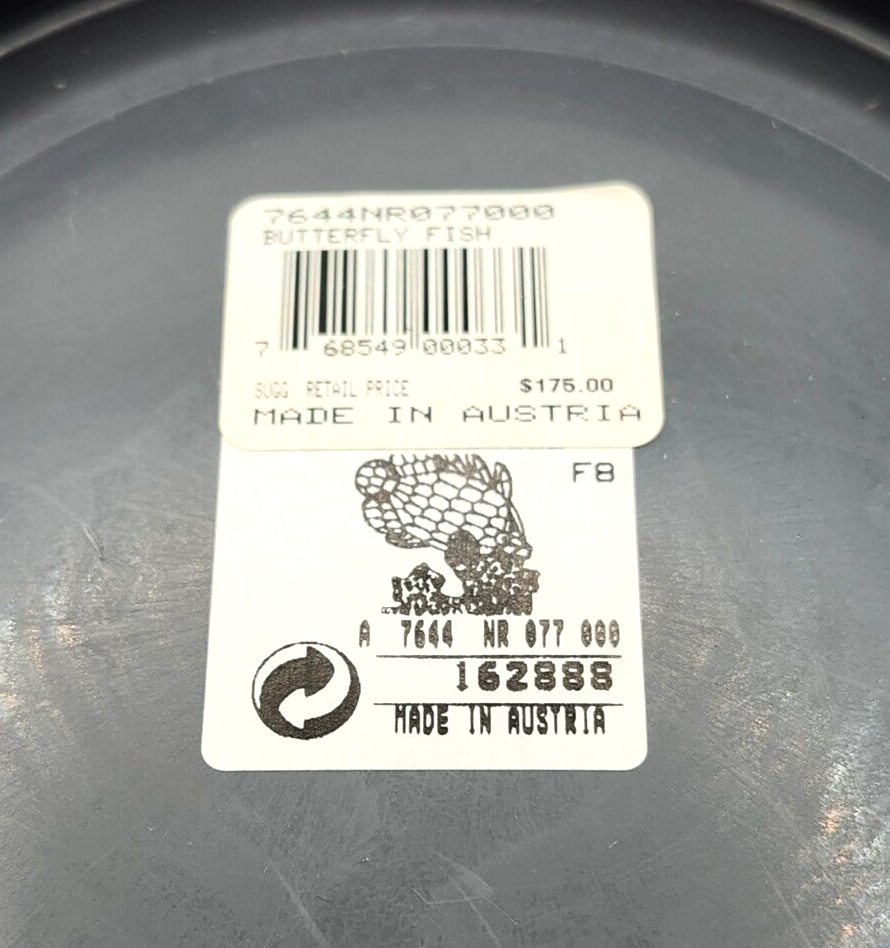 7644NR077000
BUTTERFLY FISH
7 68549 00033 1
SUGG. RETAIL PRICE $175.00
MADE IN AUSTRIA
F8
A 7644 NR 077 000
162888
MADE IN AUSTRIA